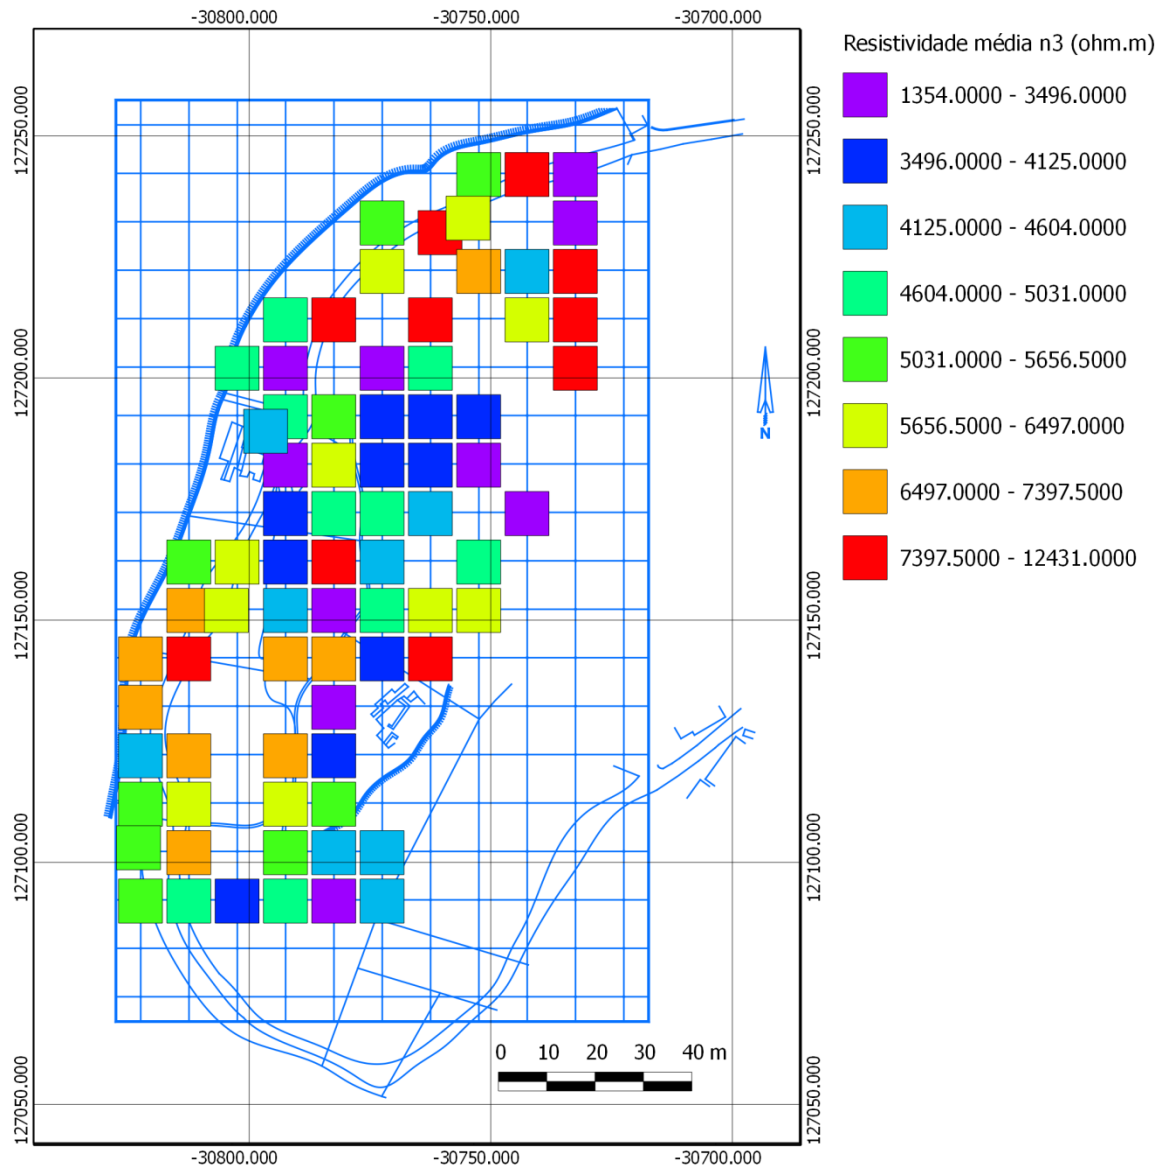 -30800.000 -30750.000 -30700.000
Resistividade média n3 (ohm.m)
1354.0000 - 3496.0000
3496.0000 - 4125.0000
4125.0000 - 4604.0000
4604.0000 - 5031.0000
5031.0000 - 5656.5000
5656.5000 - 6497.0000
6497.0000 - 7397.5000
7397.5000 - 12431.0000
127250.000 127250.000
127200.000 127200.000
N
127150.000 127150.000
127100.000 127100.000
127050.000 127050.000
0 10 20 30 40 m
-30800.000 -30750.000 -30700.000